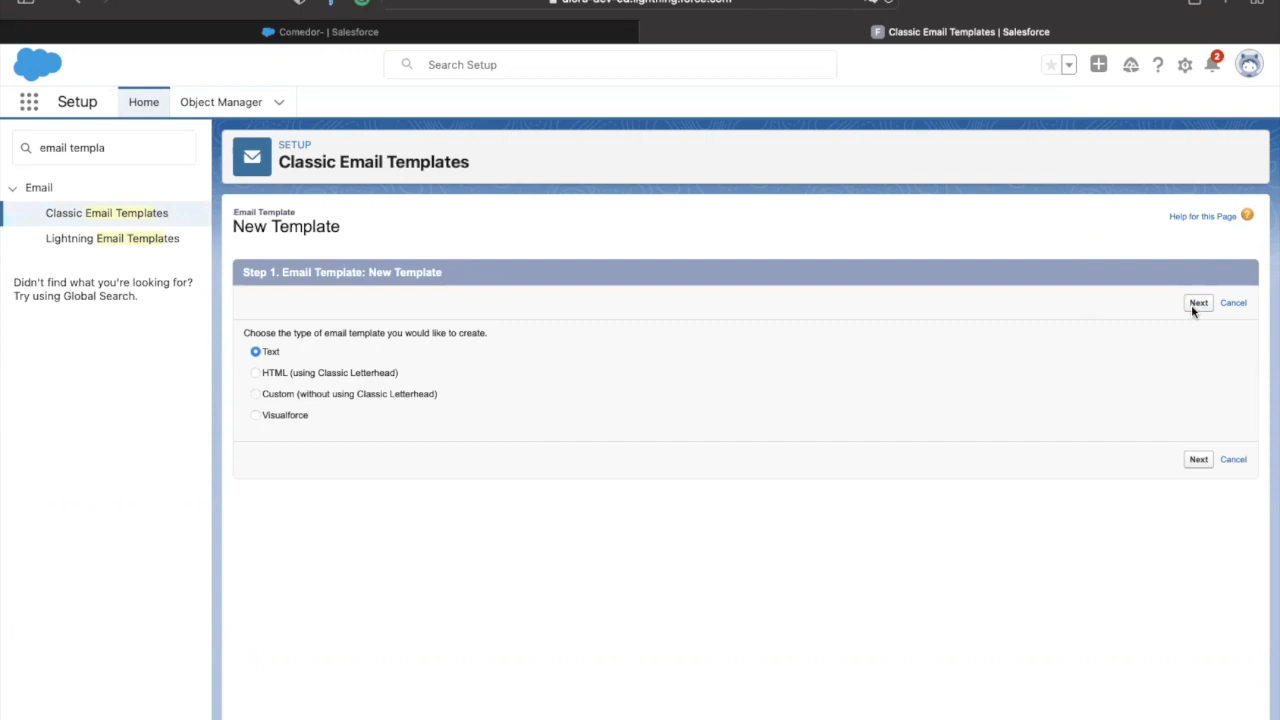 Comedor- | Salesforce
F Classic Email Templates | Salesforce
Search Setup
2
Setup
Home
Object Manager
email templa
SETUP
Classic Email Templates
Email
Classic Email Templates
Lightning Email Templates
Didn't find what you're looking for?
Try using Global Search.
Email Template
New Template
Help for this Page ?
Step 1. Email Template: New Template
Next Cancel
Choose the type of email template you would like to create.
Text
HTML (using Classic Letterhead)
Custom (without using Classic Letterhead)
Visualforce
Next Cancel